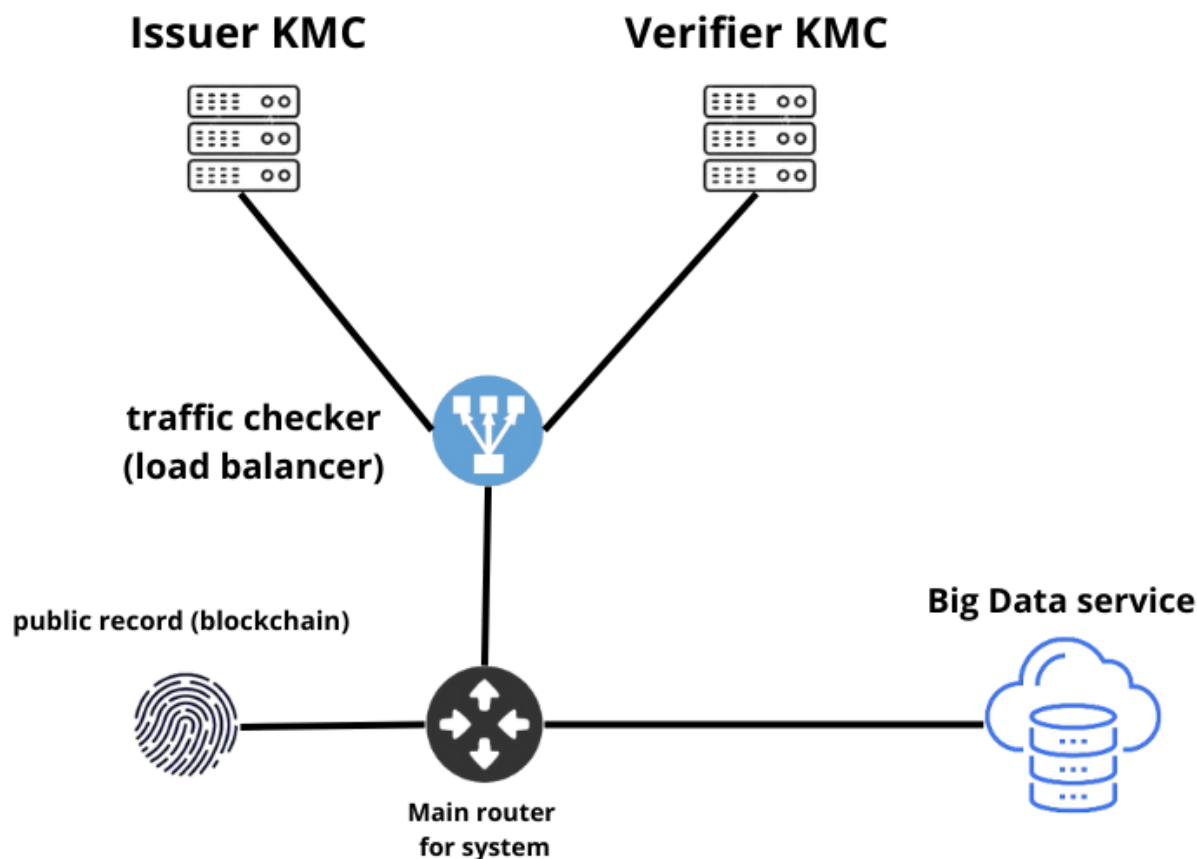 Issuer KMC
Verifier KMC
traffic checker
(load balancer)
public record (blockchain)
Big Data service
Main router
for system